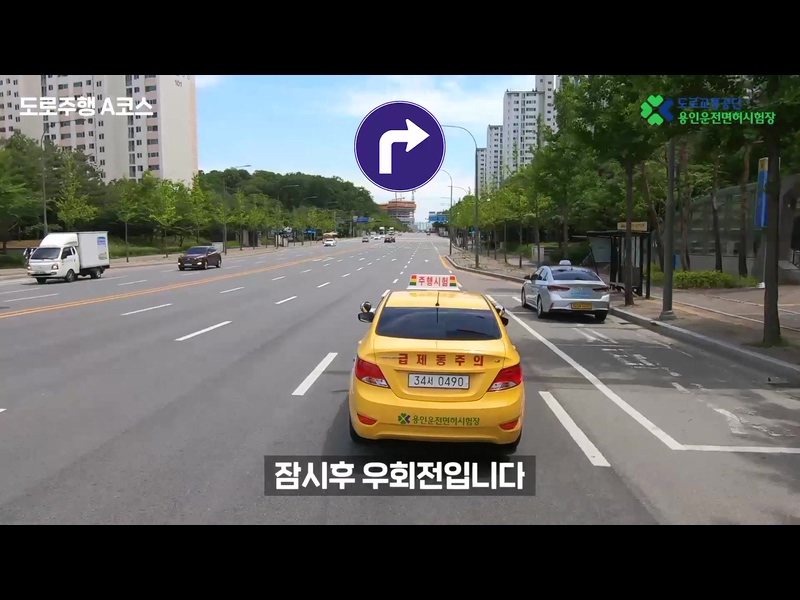 도로주행 A코스
도로교통공단
용인운전면허시험장
주행시험
급제동주의
34서 0490
용인운전면허시험장
잠시후 우회전입니다